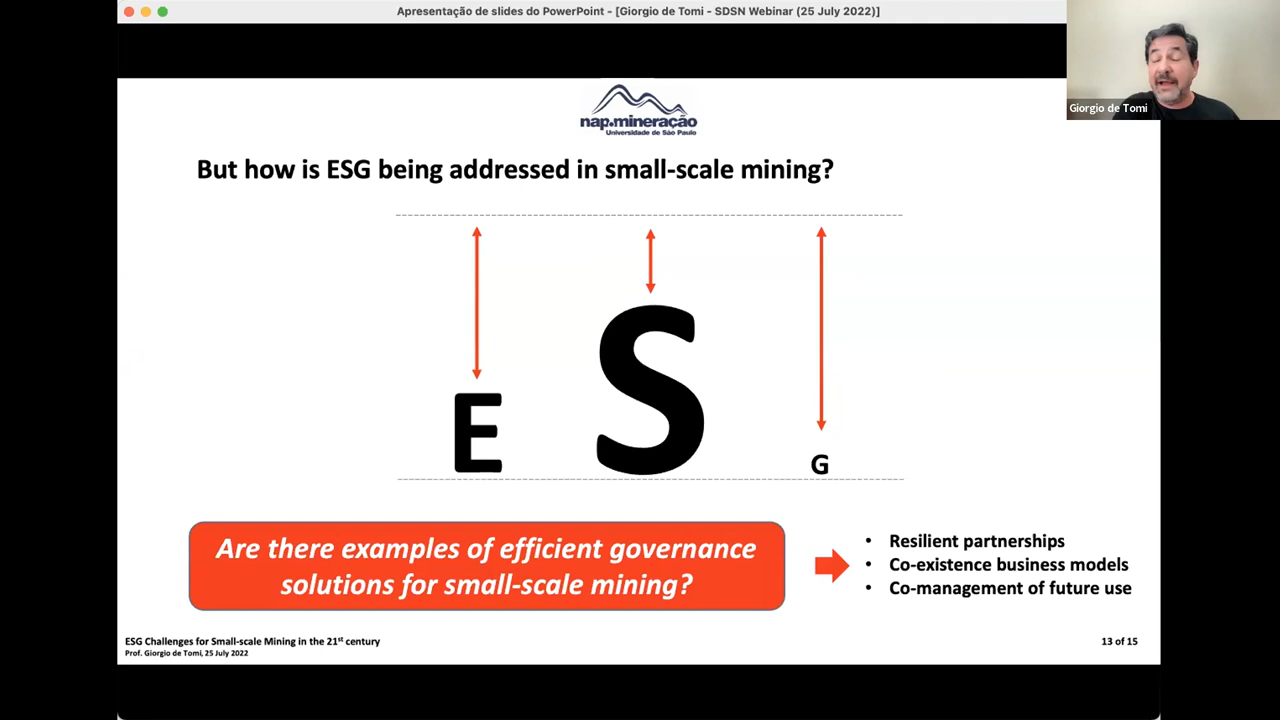 Apresentação de slides do PowerPoint - [Giorgio de Tomi - SDSN Webinar (25 July 2022)]
Giorgio de Tomi
nap.mineração
Universidade de São Paulo
But how is ESG being addressed in small-scale mining?
E S G
Are there examples of efficient governance
solutions for small-scale mining?
• Resilient partnerships
• Co-existence business models
• Co-management of future use
ESG Challenges for Small-scale Mining in the 21st century
Prof. Giorgio de Tomi, 25 July 2022
13 of 15